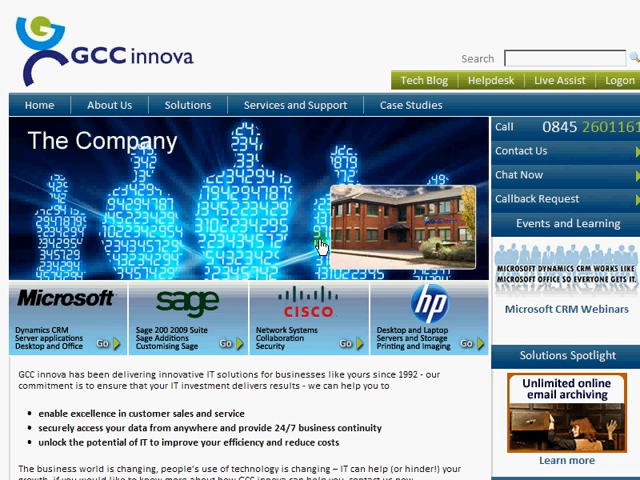 GCC innova
Search
Tech Blog
Helpdesk
Live Assist
Logon
Home
About Us
Solutions
Services and Support
Case Studies
The Company
Call 0845 2601161
Contact Us
Chat Now
Callback Request
Events and Learning
MICROSOFT DYNAMICS CRM WORKS LIKE
MICROSOFT OFFICE SO EVERYONE GETS IT.
Microsoft CRM Webinars
Microsoft
Dynamics CRM
Server applications
Desktop and Office
Go
sage
Sage 200 2009 Suite
Sage Additions
Customising Sage
Go
CISCO
Network Systems
Collaboration
Security
Go
hp
Desktop and Laptop
Servers and Storage
Printing and Imaging
Go
Solutions Spotlight
Unlimited online
email archiving
Learn more
GCC innova has been delivering innovative IT solutions for businesses like yours since 1992 - our
commitment is to ensure that your IT investment delivers results - we can help you to
• enable excellence in customer sales and service
• securely access your data from anywhere and provide 24/7 business continuity
• unlock the potential of IT to improve your efficiency and reduce costs
The business world is changing, people's use of technology is changing – IT can help (or hinder!) your
growth, if you would like to know more about how GCC innova can help you, contact us now